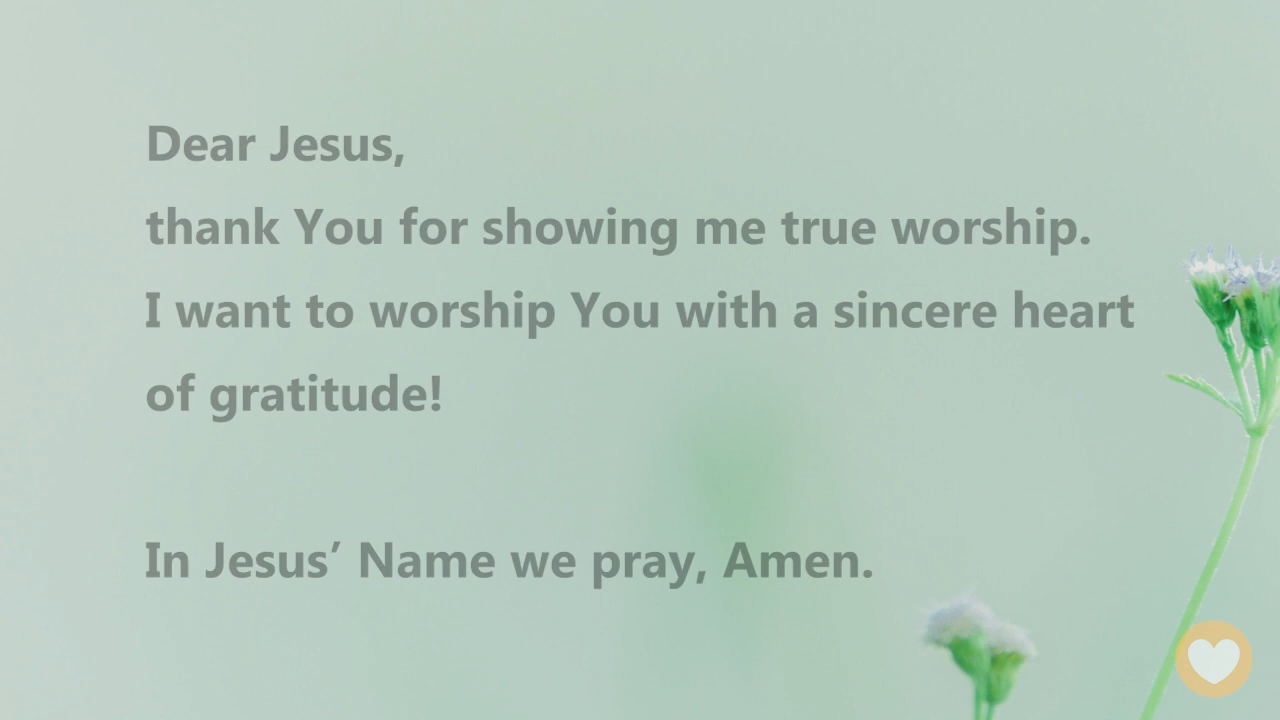 Dear Jesus,
thank You for showing me true worship.
I want to worship You with a sincere heart
of gratitude!
In Jesus’ Name we pray, Amen.